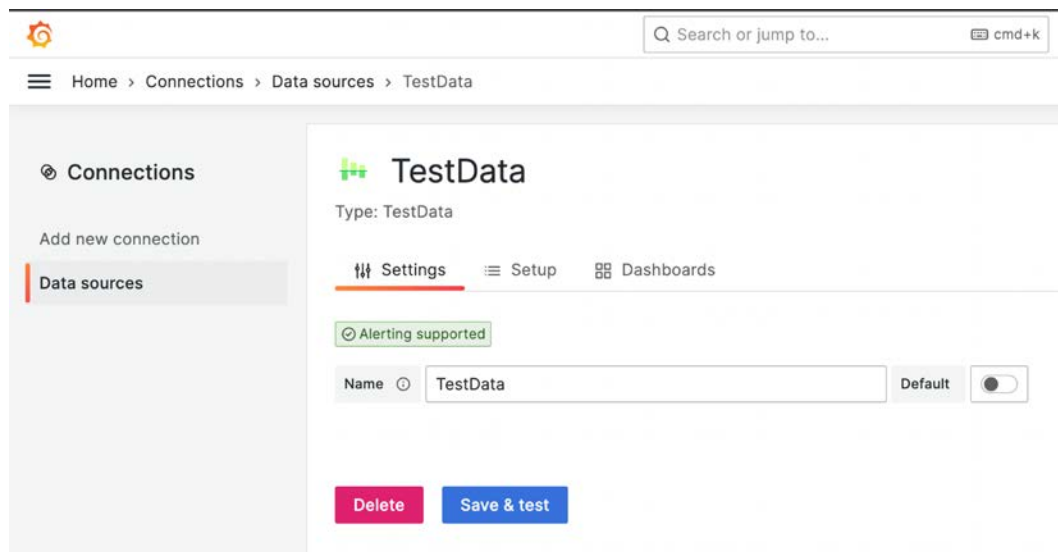 Search or jump to... cmd+k
Home › Connections › Data sources › TestData
Connections
Add new connection
Data sources
TestData
Type: TestData
Settings Setup Dashboards
Alerting supported
Name TestData Default
Delete Save & test